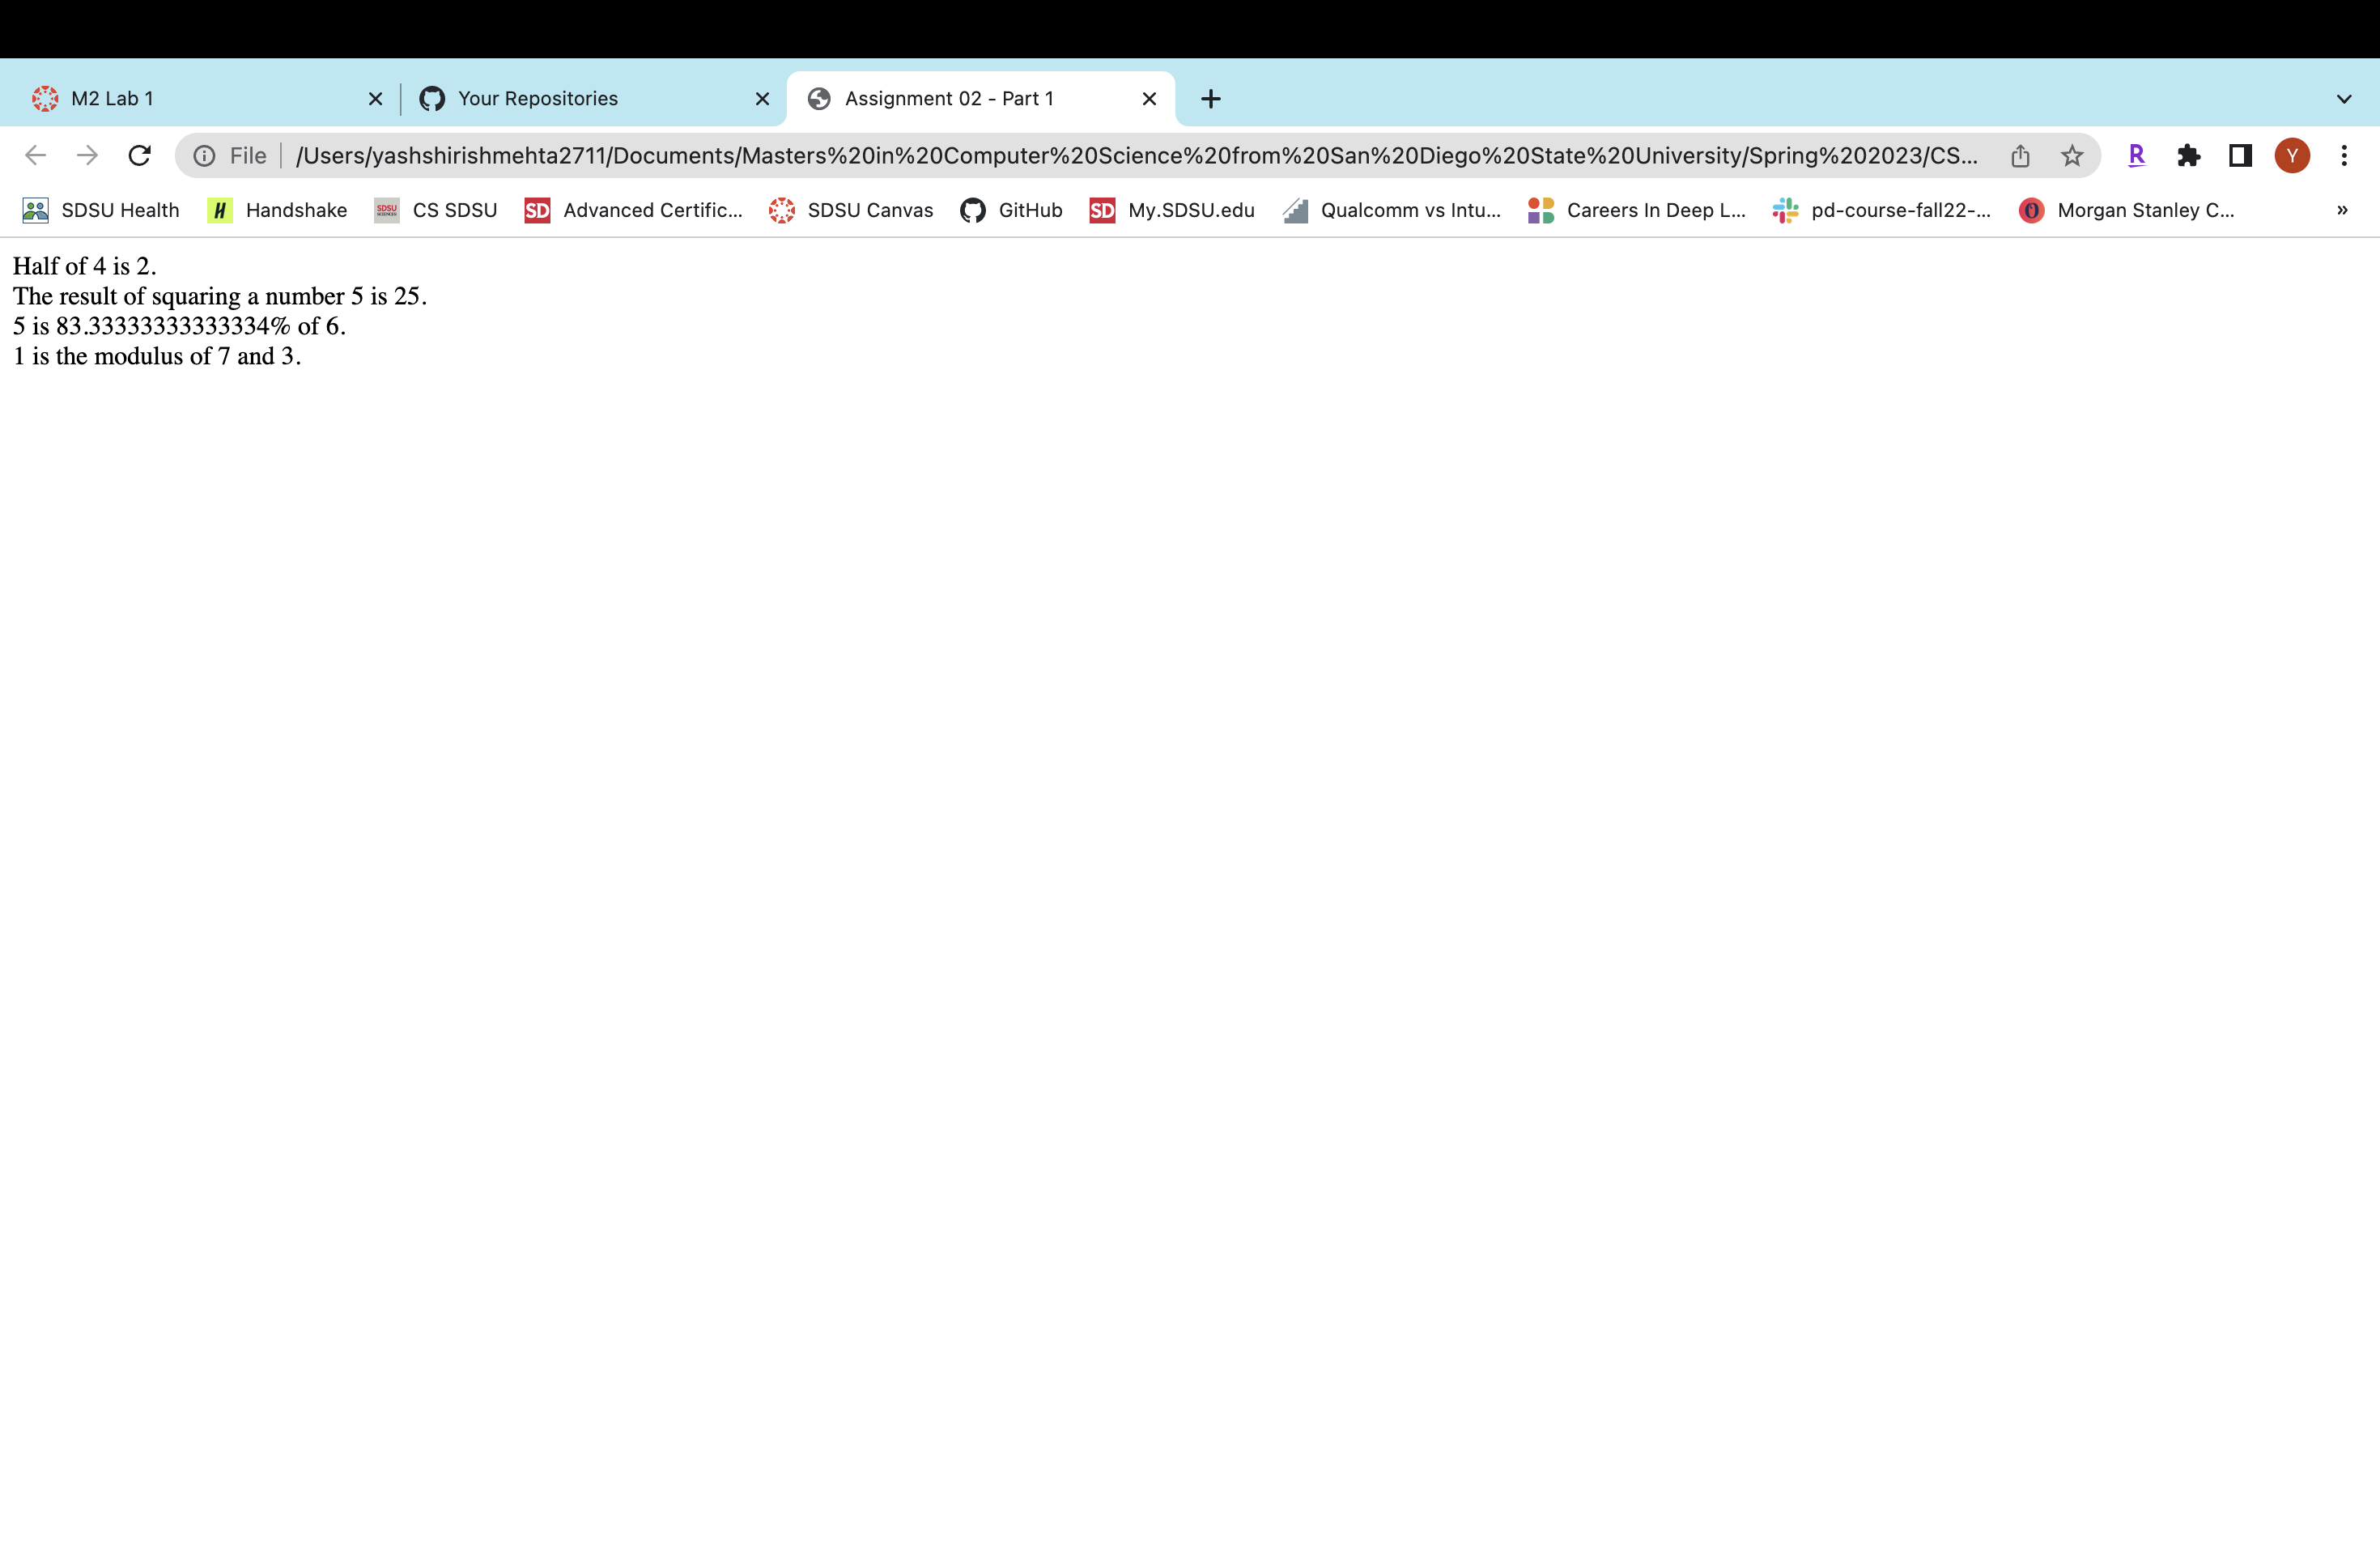 M2 Lab 1
Your Repositories
Assignment 02 - Part 1
File /Users/yashshirishmehta2711/Documents/Masters%20in%20Computer%20Science%20from%20San%20Diego%20State%20University/Spring%202023/CS...
R
Y
SDSU Health
H Handshake
SDSU CS SDSU
SD Advanced Certific...
SDSU Canvas
GitHub
SD My.SDSU.edu
Qualcomm vs Intu...
Careers In Deep L...
pd-course-fall22-...
Morgan Stanley C...
»
Half of 4 is 2.
The result of squaring a number 5 is 25.
5 is 83.33333333333334% of 6.
1 is the modulus of 7 and 3.